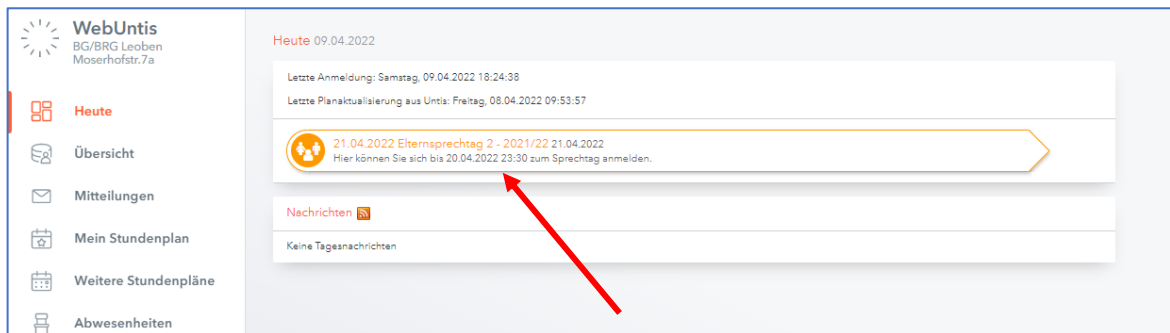 WebUntis
BG/BRG Leoben
Moserhofstr.7a
Heute
Übersicht
Mitteilungen
Mein Stundenplan
Weitere Stundenpläne
Abwesenheiten
Heute 09.04.2022
Letzte Anmeldung: Samstag, 09.04.2022 18:24:38
Letzte Planaktualisierung aus Untis: Freitag, 08.04.2022 09:53:57
21.04.2022 Elternsprechtag 2 - 2021/22 21.04.2022
Hier können Sie sich bis 20.04.2022 23:30 zum Sprechtag anmelden.
Nachrichten
Keine Tagesnachrichten